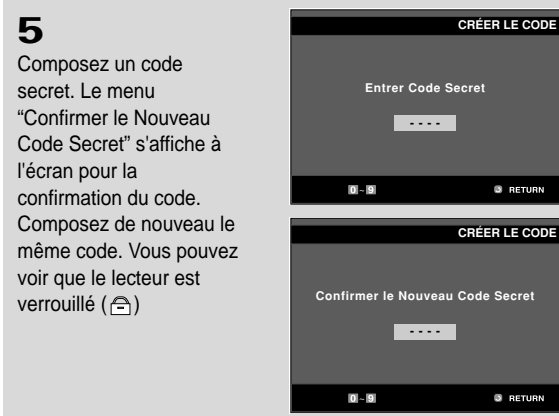 5
Composez un code
secret. Le menu
“Confirmer le Nouveau
Code Secret” s'affiche à
l'écran pour la
confirmation du code.
Composez de nouveau le
même code. Vous pouvez
voir que le lecteur est
verrouillé ( )
CRÉER LE CODE
Entrer Code Secret
- - - -
0 ~ 9 RETURN
CRÉER LE CODE
Confirmer le Nouveau Code Secret
- - - -
0 ~ 9 RETURN